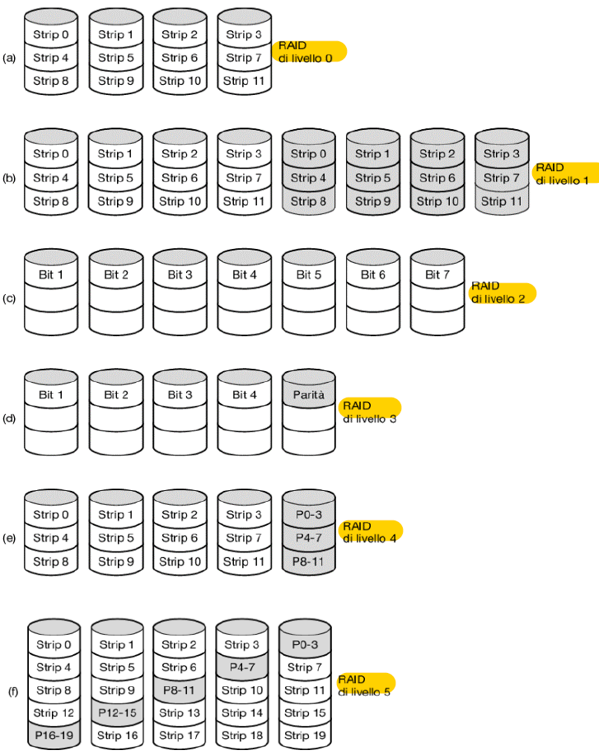 Strip 0 Strip 1 Strip 2 Strip 3
(a) Strip 4 Strip 5 Strip 6 Strip 7
Strip 8 Strip 9 Strip 10 Strip 11
RAID
di livello 0
Strip 0 Strip 1 Strip 2 Strip 3 Strip 0 Strip 1 Strip 2 Strip 3
(b) Strip 4 Strip 5 Strip 6 Strip 7 Strip 4 Strip 5 Strip 6 Strip 7
Strip 8 Strip 9 Strip 10 Strip 11 Strip 8 Strip 9 Strip 10 Strip 11
RAID
di livello 1
Bit 1 Bit 2 Bit 3 Bit 4 Bit 5 Bit 6 Bit 7
(c)
RAID
di livello 2
Bit 1 Bit 2 Bit 3 Bit 4 Parità
(d)
RAID
di livello 3
Strip 0 Strip 1 Strip 2 Strip 3 P0-3
(e) Strip 4 Strip 5 Strip 6 Strip 7 P4-7
Strip 8 Strip 9 Strip 10 Strip 11 P8-11
RAID
di livello 4
Strip 0 Strip 1 Strip 2 Strip 3 P0-3
Strip 4 Strip 5 Strip 6 P4-7 Strip 7
(f) Strip 8 Strip 9 P8-11 Strip 10 Strip 11
Strip 12 P12-15 Strip 13 Strip 14 Strip 15
P16-19 Strip 16 Strip 17 Strip 18 Strip 19
RAID
di livello 5